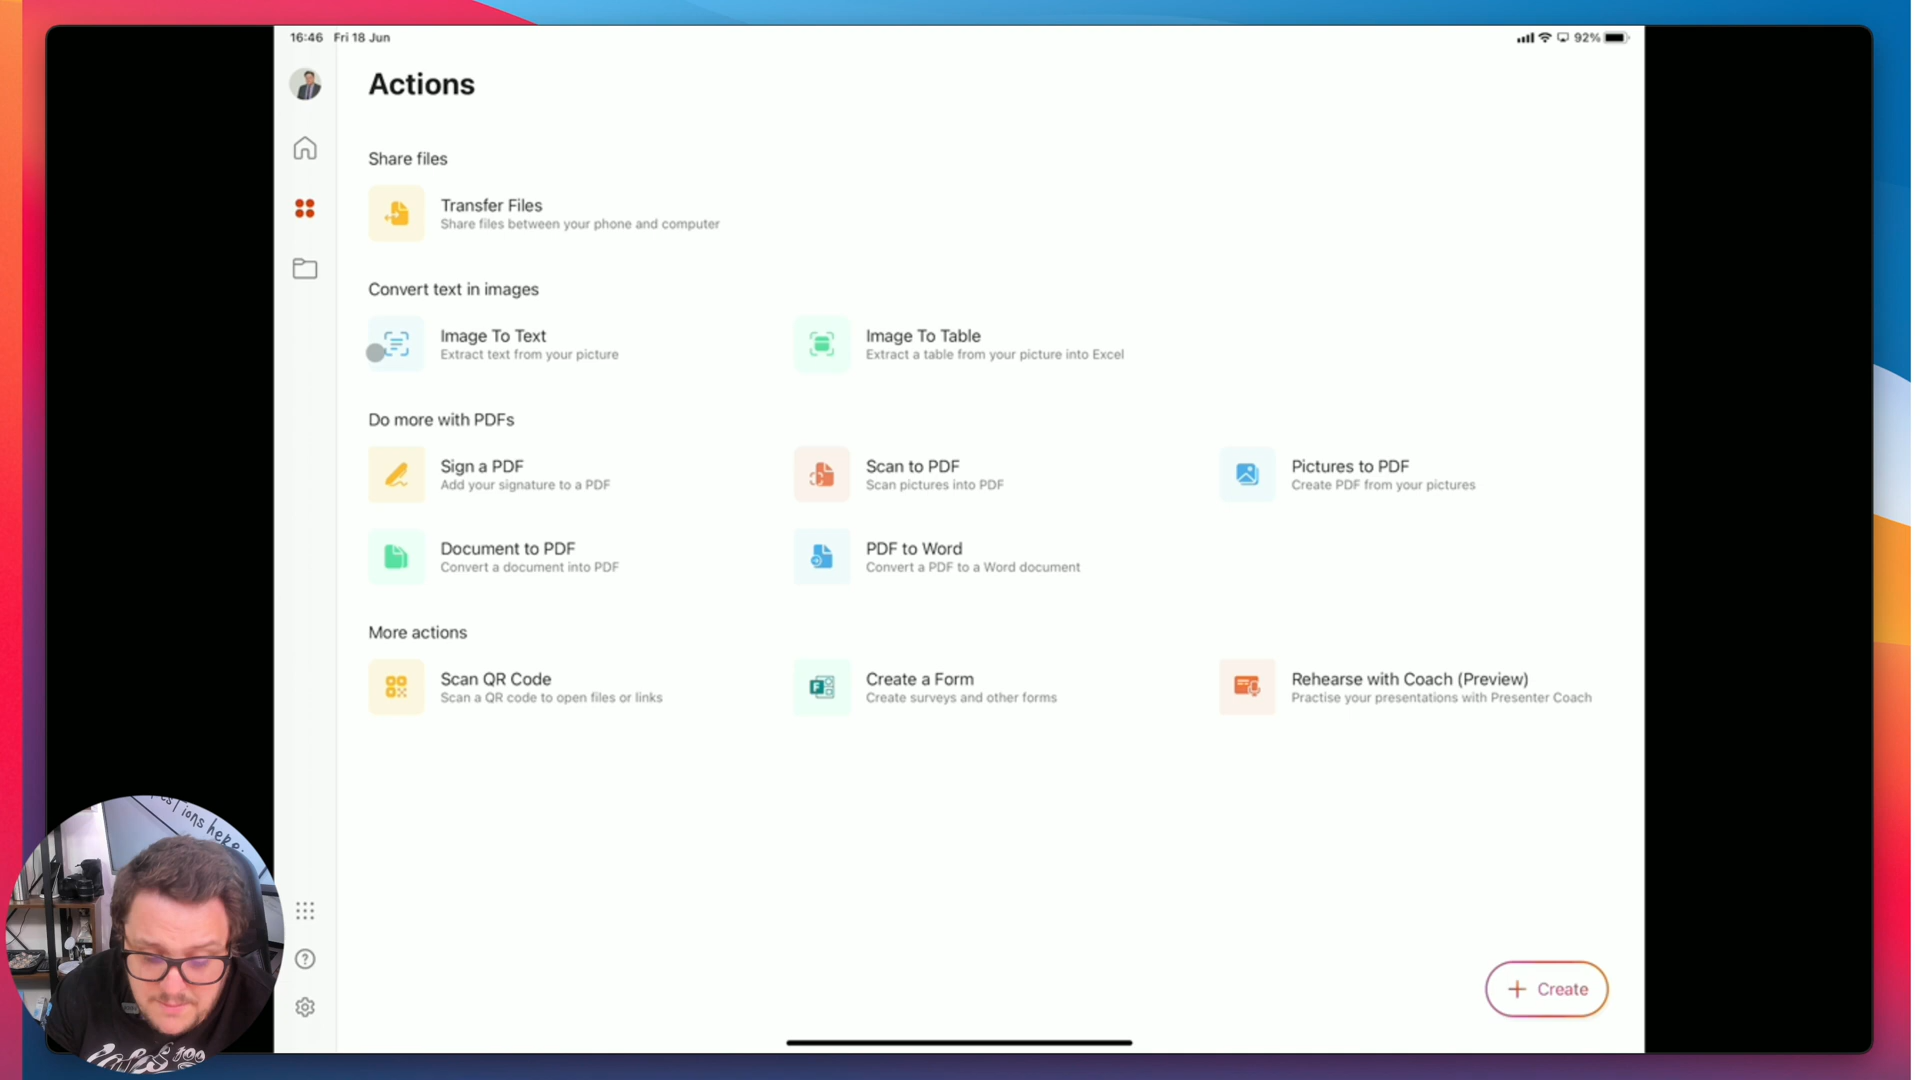 16:46 Fri 18 Jun
92%
Actions
Share files
Transfer Files
Share files between your phone and computer
Convert text in images
Image To Text
Extract text from your picture
Image To Table
Extract a table from your picture into Excel
Do more with PDFs
Sign a PDF
Add your signature to a PDF
Scan to PDF
Scan pictures into PDF
Pictures to PDF
Create PDF from your pictures
Document to PDF
Convert a document into PDF
PDF to Word
Convert a PDF to a Word document
More actions
Scan QR Code
Scan a QR code to open files or links
F
Create a Form
Create surveys and other forms
Rehearse with Coach (Preview)
Practise your presentations with Presenter Coach
here
+ Create